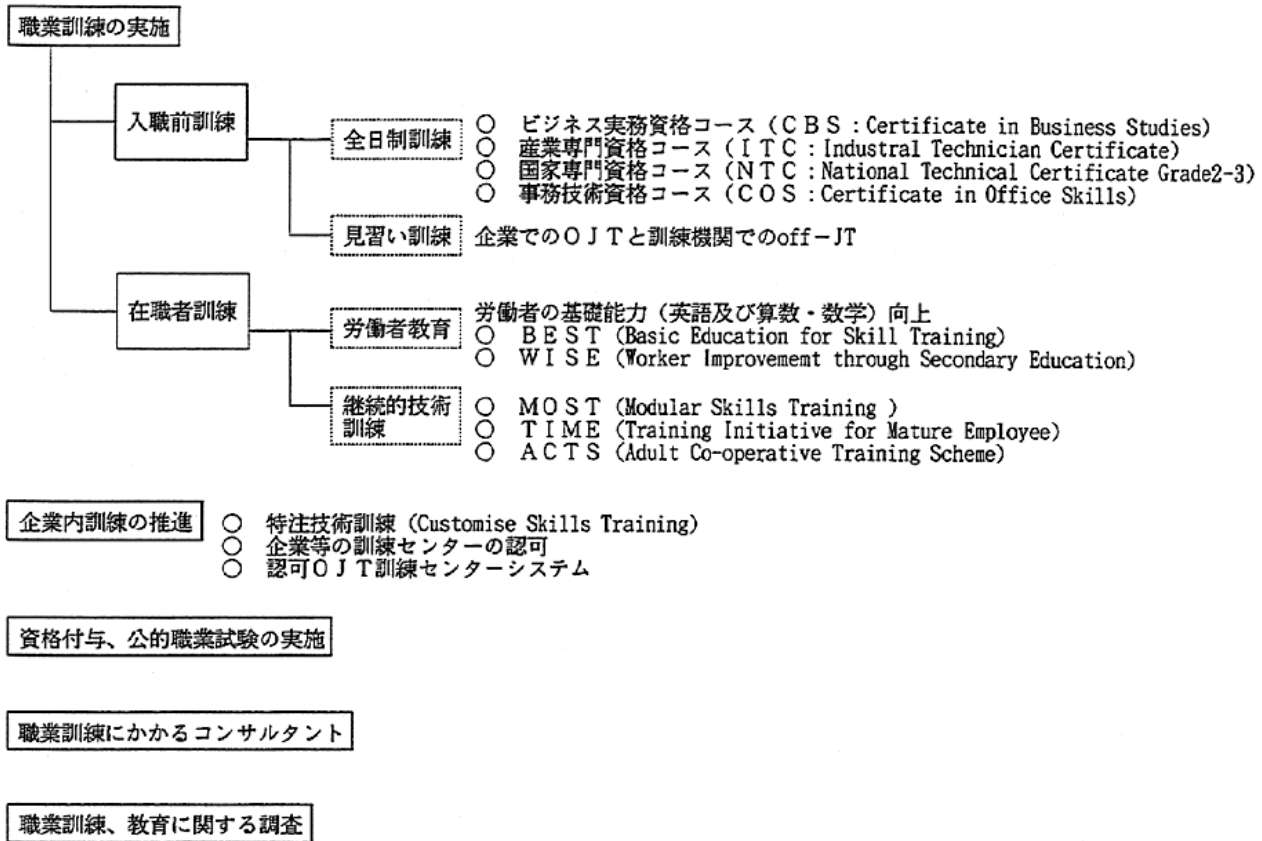 職業訓練の実施
入職前訓練
全日制訓練
○ ビジネス実務資格コース (CBS:Certificate in Business Studies)
○ 産業専門資格コース (ITC:Industral Technician Certificate)
○ 国家専門資格コース (NTC:National Technical Certificate Grade2-3)
○ 事務技術資格コース (COS:Certificate in Office Skills)
見習い訓練 企業でのOJTと訓練機関でのoff-JT
在職者訓練
労働者教育
労働者の基礎能力(英語及び算数・数学)向上
○ BEST (Basic Education for Skill Training)
○ WISE (Worker Improvememt through Secondary Education)
継続的技術
訓練
○ MOST (Modular Skills Training )
○ TIME (Training Initiative for Mature Employee)
○ ACTS (Adult Co-operative Training Scheme)
企業内訓練の推進
○ 特注技術訓練 (Customise Skills Training)
○ 企業等の訓練センターの認可
○ 認可OJT訓練センターシステム
資格付与、公的職業試験の実施
職業訓練にかかるコンサルタント
職業訓練、教育に関する調査